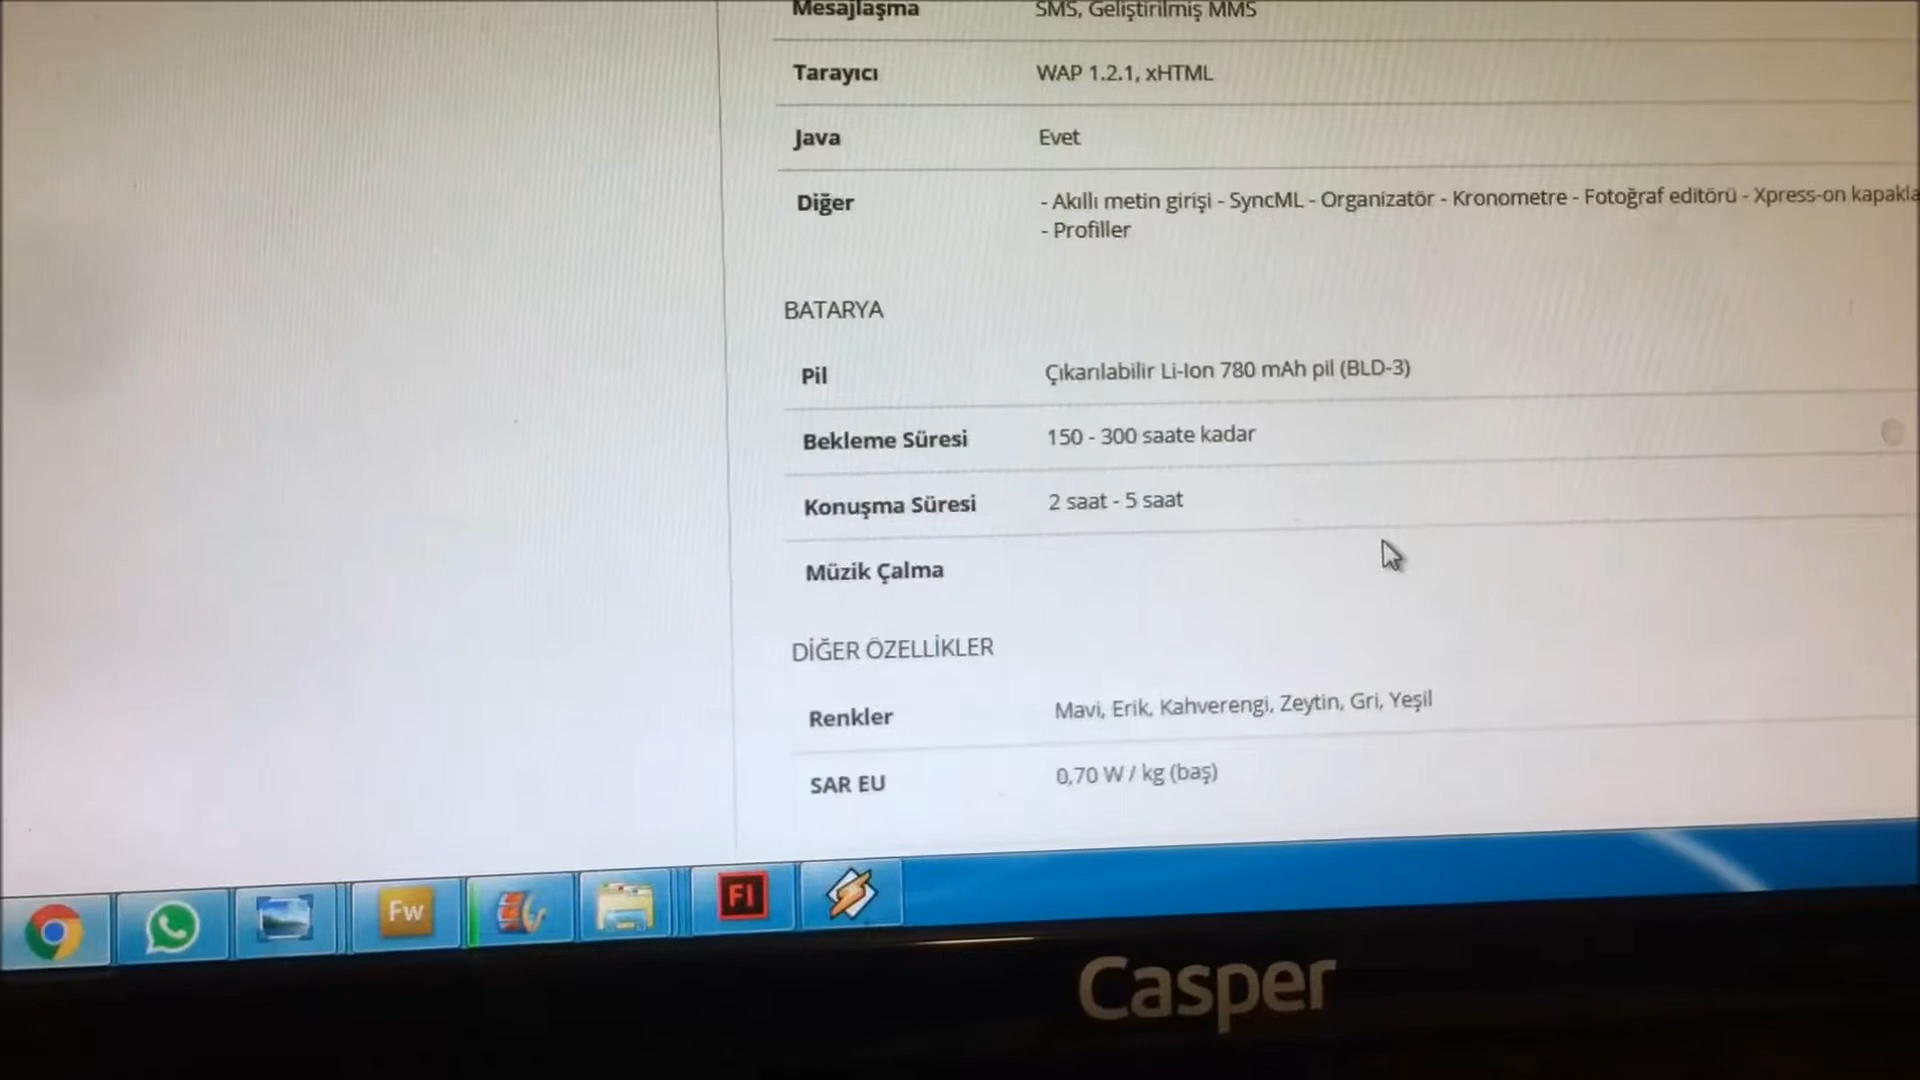 Mesajlaşma SMS, Geliştirilmiş MMS
Tarayıcı WAP 1.2.1, xHTML
Java Evet
Diğer - Akıllı metin girişi - SyncML - Organizatör - Kronometre - Fotoğraf editörü - Xpress-on kapakla
- Profiller
BATARYA
Pil Çıkarılabilir Li-Ion 780 mAh pil (BLD-3)
Bekleme Süresi 150 - 300 saate kadar
Konuşma Süresi 2 saat - 5 saat
Müzik Çalma
DİĞER ÖZELLİKLER
Renkler Mavi, Erik, Kahverengi, Zeytin, Gri, Yeşil
SAR EU 0,70 W / kg (baş)
Fw
Fl
Casper